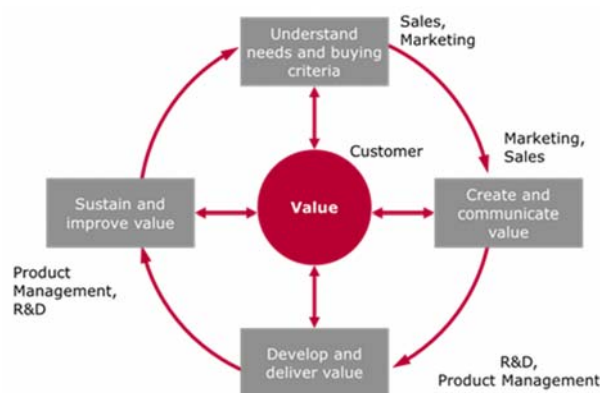 Understand
needs and buying
criteria
Sales,
Marketing
Marketing,
Sales
Customer
Value
Sustain and
improve value
Create and
communicate
value
Product
Management,
R&D
Develop and
deliver value
R&D,
Product Management